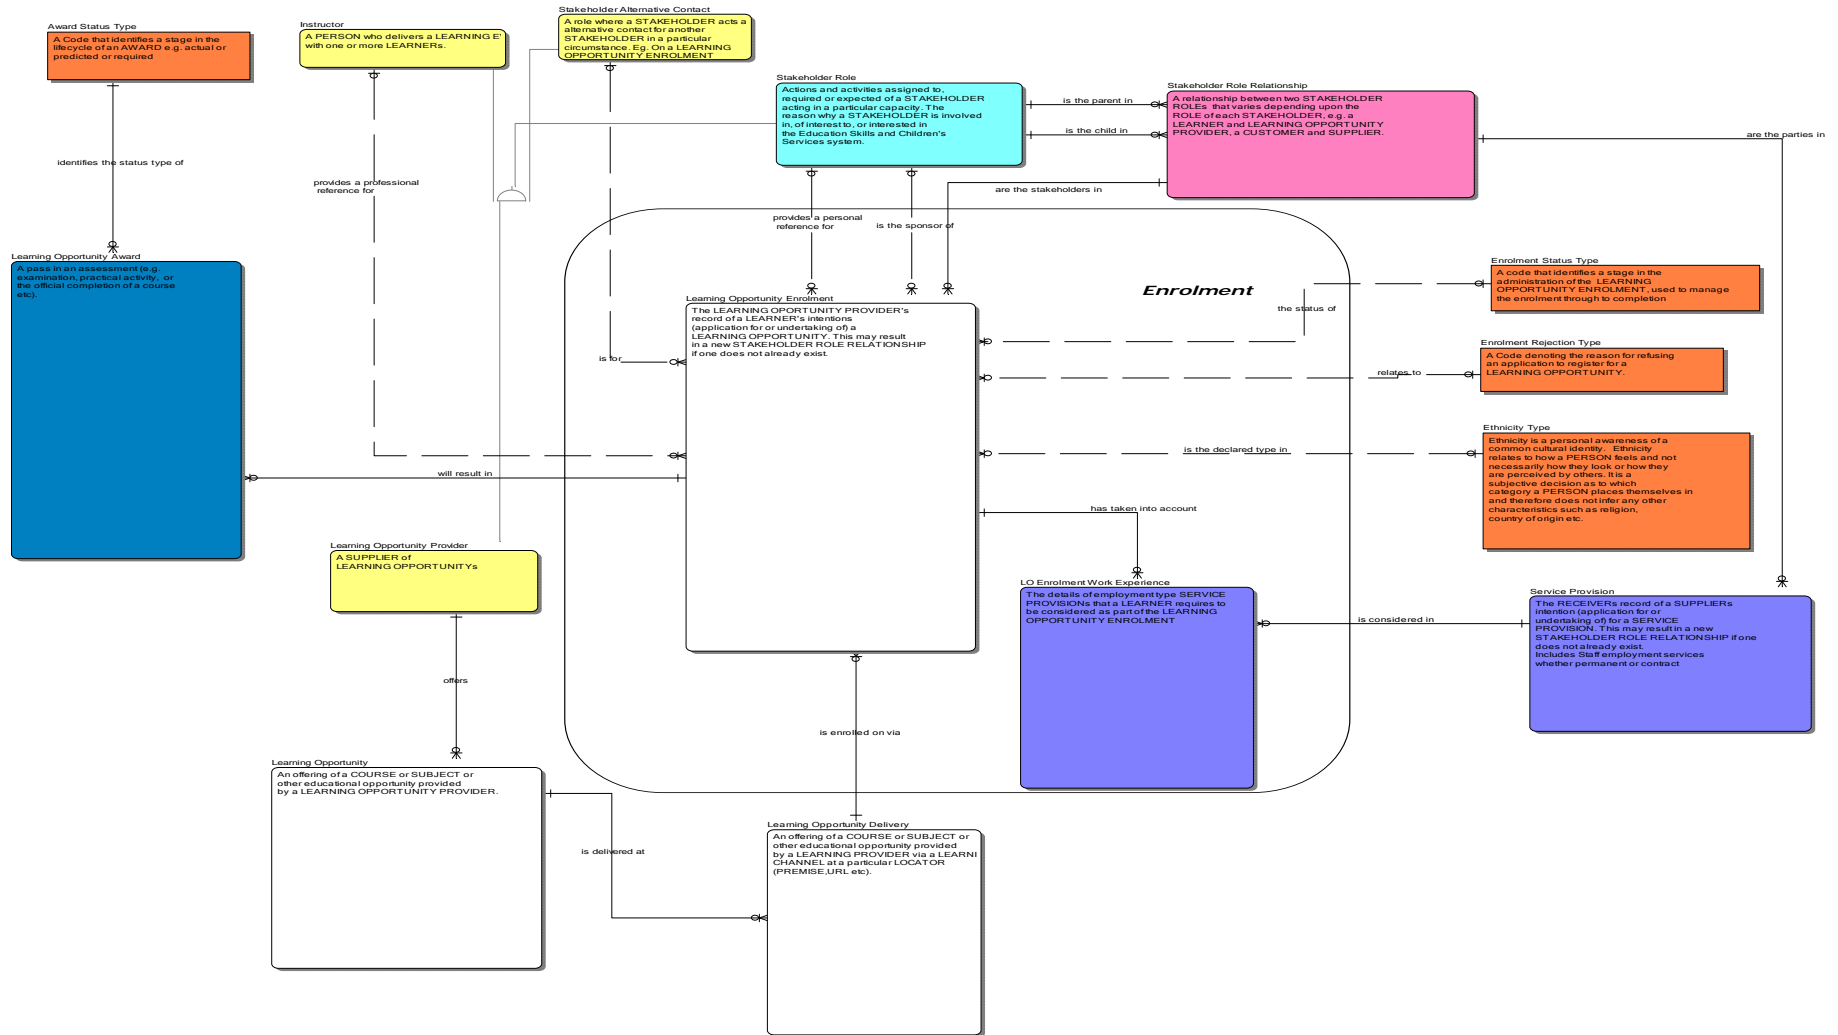 Award Status Type
A Code that identifies a stage in the
lifecycle of an AWARD e.g. actual or
predicted or required
Instructor
A PERSON who delivers a LEARNING E
with one or more LEARNERs.
Stakeholder Alternative Contact
A role where a STAKEHOLDER acts a
alternative contact for another
STAKEHOLDER in a particular
circumstance. Eg. On a LEARNING
OPPORTUNITY ENROLMENT
Stakeholder Role
Actions and activities assigned to,
required or expected of a STAKEHOLDER
acting in a particular capacity. The
reason why a STAKEHOLDER is involved
in, of interest to, or interested in
the Education Skills and Children's
Services system.
is the parent in
is the child in
Stakeholder Role Relationship
A relationship between two STAKEHOLDER
ROLEs that varies depending upon the
ROLE of each STAKEHOLDER, e.g. a
LEARNER and LEARNING OPPORTUNITY
PROVIDER, a CUSTOMER and SUPPLIER.
are the parties in
identifies the status type of
provides a professional
reference for
are the stakeholders in
provides a personal
reference for
is the sponsor of
Learning Opportunity Award
A pass in an assessment (e.g.
examination, practical activity, or
the official completion of a course
etc).
Enrolment
Learning Opportunity Enrolment
The LEARNING OPORTUNITY PROVIDER's
record of a LEARNER's intentions
(application for or undertaking of) a
LEARNING OPPORTUNITY. This may result
in a new STAKEHOLDER ROLE RELATIONSHIP
if one does not already exist.
the status of
Enrolment Status Type
A code that identifies a stage in the
administration of the LEARNING
OPPORTUNITY ENROLMENT, used to manage
the enrolment through to completion
is for
relates to
Enrolment Rejection Type
A Code denoting the reason for refusing
an application to register for a
LEARNING OPPORTUNITY.
is the declared type in
Ethnicity Type
Ethnicity is a personal awareness of a
common cultural identity. Ethnicity
relates to how a PERSON feels and not
necessarily how they look or how they
are perceived by others. It is a
subjective decision as to which
category a PERSON places themselves in
and therefore does not infer any other
characteristics such as religion,
country of origin etc.
will result in
has taken into account
Learning Opportunity Provider
A SUPPLIER of
LEARNING OPPORTUNITYs
LO Enrolment Work Experience
The details of employment type SERVICE
PROVISIONs that a LEARNER requires to
be considered as part of the LEARNING
OPPORTUNITY ENROLMENT
is considered in
Service Provision
The RECEIVERs record of a SUPPLIERs
intention (application for or
undertaking of) for a SERVICE
PROVISION. This may result in a new
STAKEHOLDER ROLE RELATIONSHIP if one
does not already exist.
Includes Staff employment services
whether permanent or contract
offers
is enrolled on via
Learning Opportunity
An offering of a COURSE or SUBJECT or
other educational opportunity provided
by a LEARNING OPPORTUNITY PROVIDER.
is delivered at
Learning Opportunity Delivery
An offering of a COURSE or SUBJECT or
other educational opportunity provided
by a LEARNING PROVIDER via a LEARNI
CHANNEL at a particular LOCATOR
(PREMISE,URL etc).